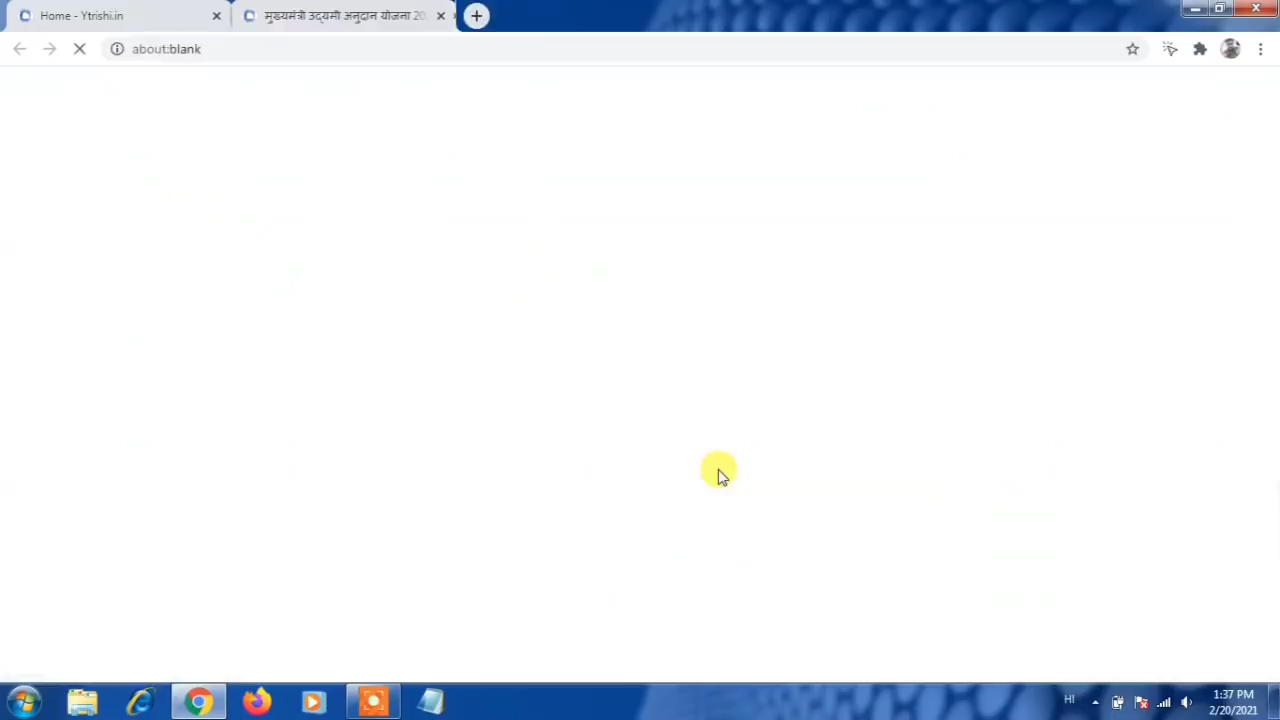 Home - Ytrishi.in
मुख्यमंत्री उद्यमी अनुदान योजना 20
about:blank
HI
1:37 PM
2/20/2021